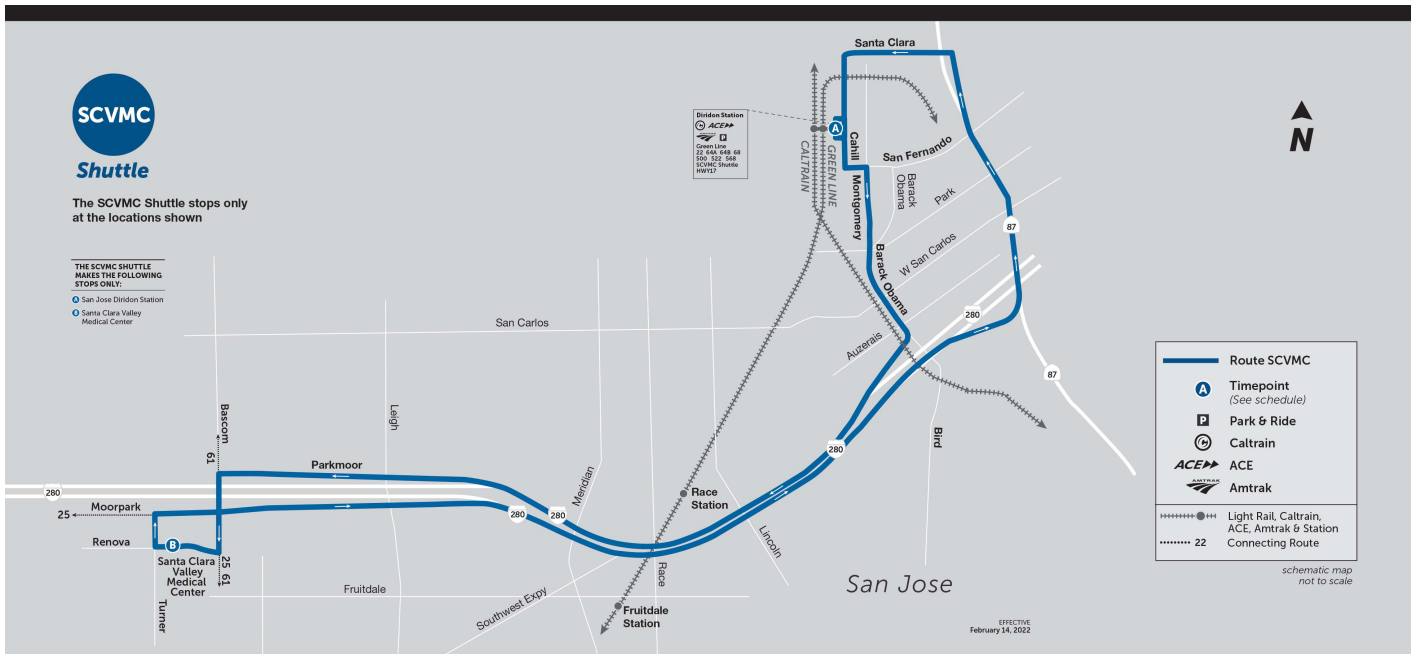 SCVMC
Shuttle
The SCVMC Shuttle stops only
at the locations shown
THE SCVMC SHUTTLE
MAKES THE FOLLOWING
STOPS ONLY:
A San Jose Diridon Station
B Santa Clara Valley
Medical Center
Diridon Station
ACE
AMTRAK P
Green Line
22 64A 64B 68
500 522 568
SCVMC Shuttle
HWY17
Santa Clara
A
CALTRAIN
GREEN LINE
Cahill
San Fernando
Montgomery
Barack
Obama
Park
Barack Obama
W San Carlos
87
280
Auzerais
87
San Carlos
Bird
280
Bascom
61
Leigh
Parkmoor
Meridian
Race
Station
Lincoln
280
Moorpark
25
280
280
Renova
B
Santa Clara
Valley
Medical
Center
25 61
Turner
Fruitdale
Southwest Expy
Race
Fruitdale
Station
San Jose
EFFECTIVE
February 14, 2022
N
Route SCVMC
A Timepoint
(See schedule)
P Park & Ride
Caltrain
ACE ACE
AMTRAK Amtrak
Light Rail, Caltrain,
ACE, Amtrak & Station
22 Connecting Route
schematic map
not to scale